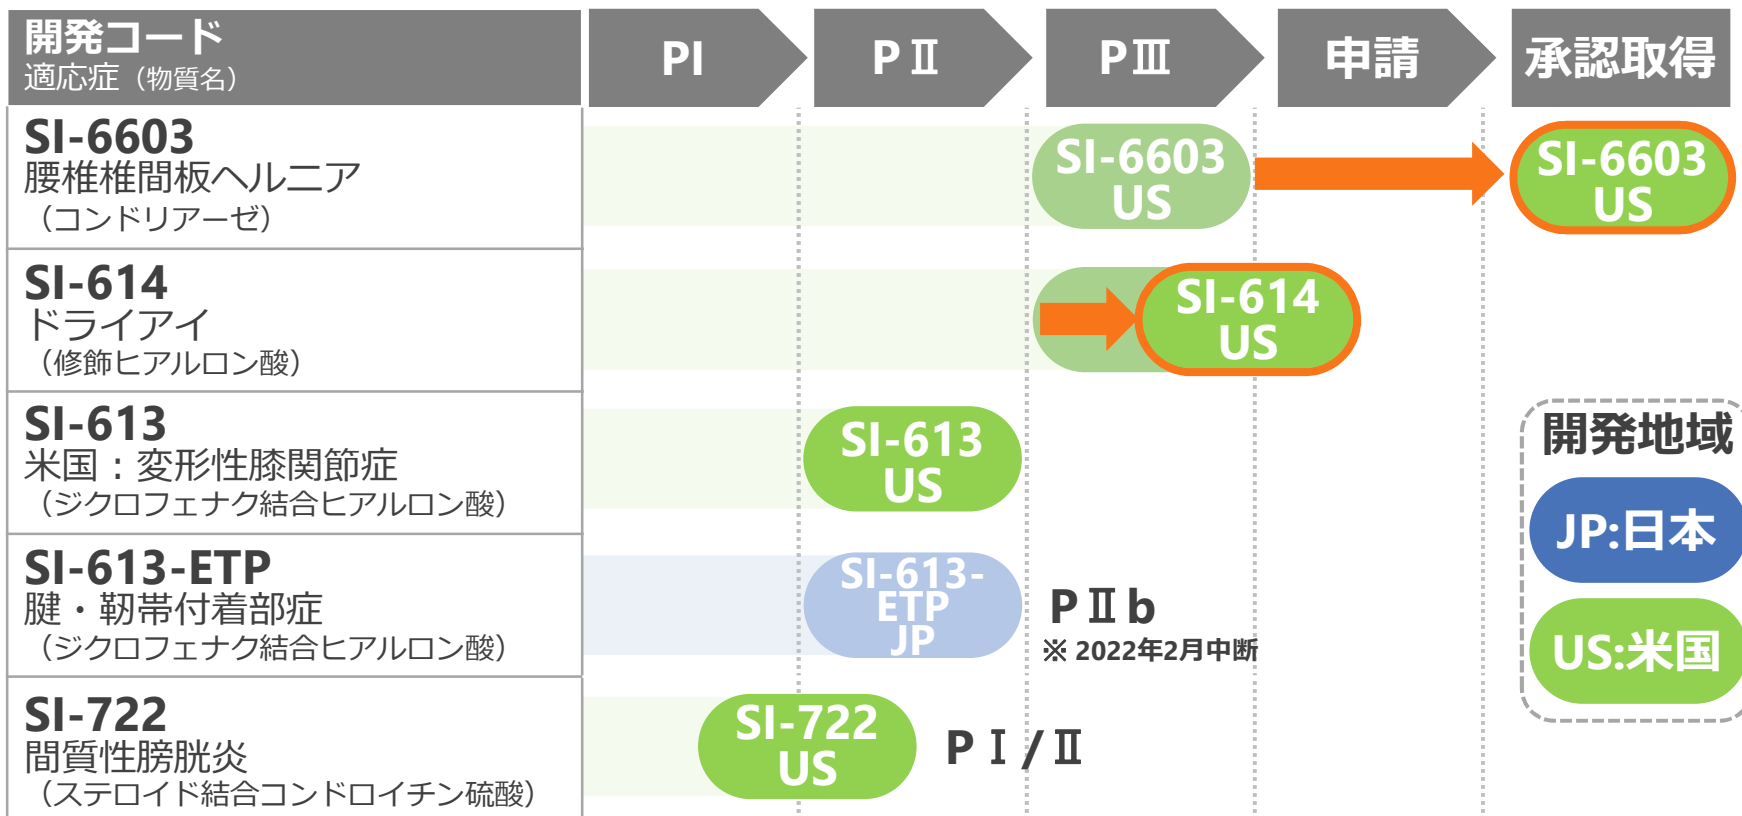 開発コード
適応症（物質名）
PI
PⅡ
PⅢ
申請
承認取得
SI-6603
腰椎椎間板ヘルニア
（コンドリアーゼ）
SI-6603
US
SI-6603
US
SI-614
ドライアイ
（修飾ヒアルロン酸）
SI-614
US
SI-613
米国：変形性膝関節症
（ジクロフェナク結合ヒアルロン酸）
SI-613
US
SI-613-ETP
腱・靭帯付着部症
（ジクロフェナク結合ヒアルロン酸）
SI-613-
ETP
JP
PⅡb
※ 2022年2月中断
SI-722
間質性膀胱炎
（ステロイド結合コンドロイチン硫酸）
SI-722
US
PⅠ/Ⅱ
開発地域
JP:日本
US:米国